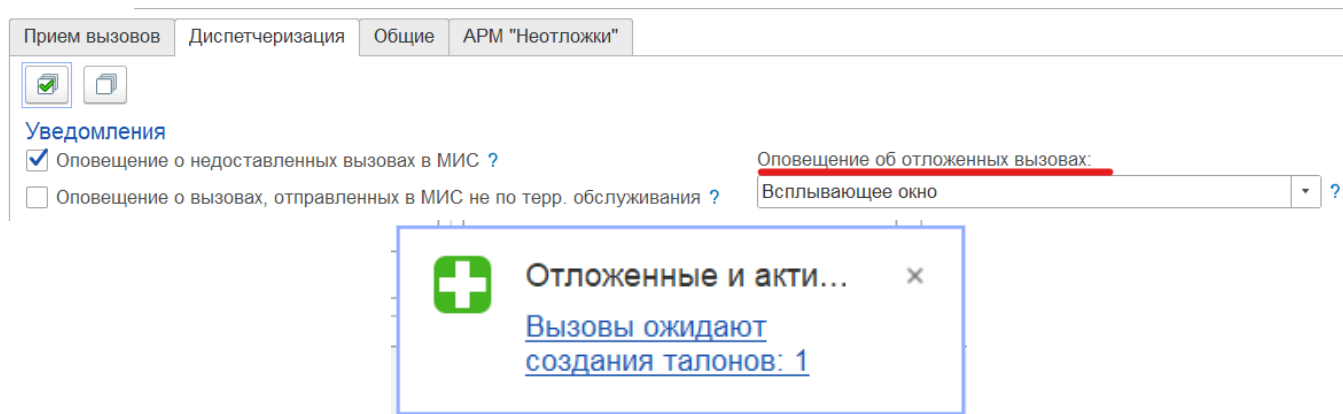 Прием вызовов Диспетчеризация Общие АРМ "Неотложки"
Уведомления
Оповещение о недоставленных вызовах в МИС ?
Оповещение об отложенных вызовах:
Оповещение о вызовах, отправленных в МИС не по терр. обслуживания ?
Всплывающее окно ?
Отложенные и акти...
Вызовы ожидают
создания талонов: 1